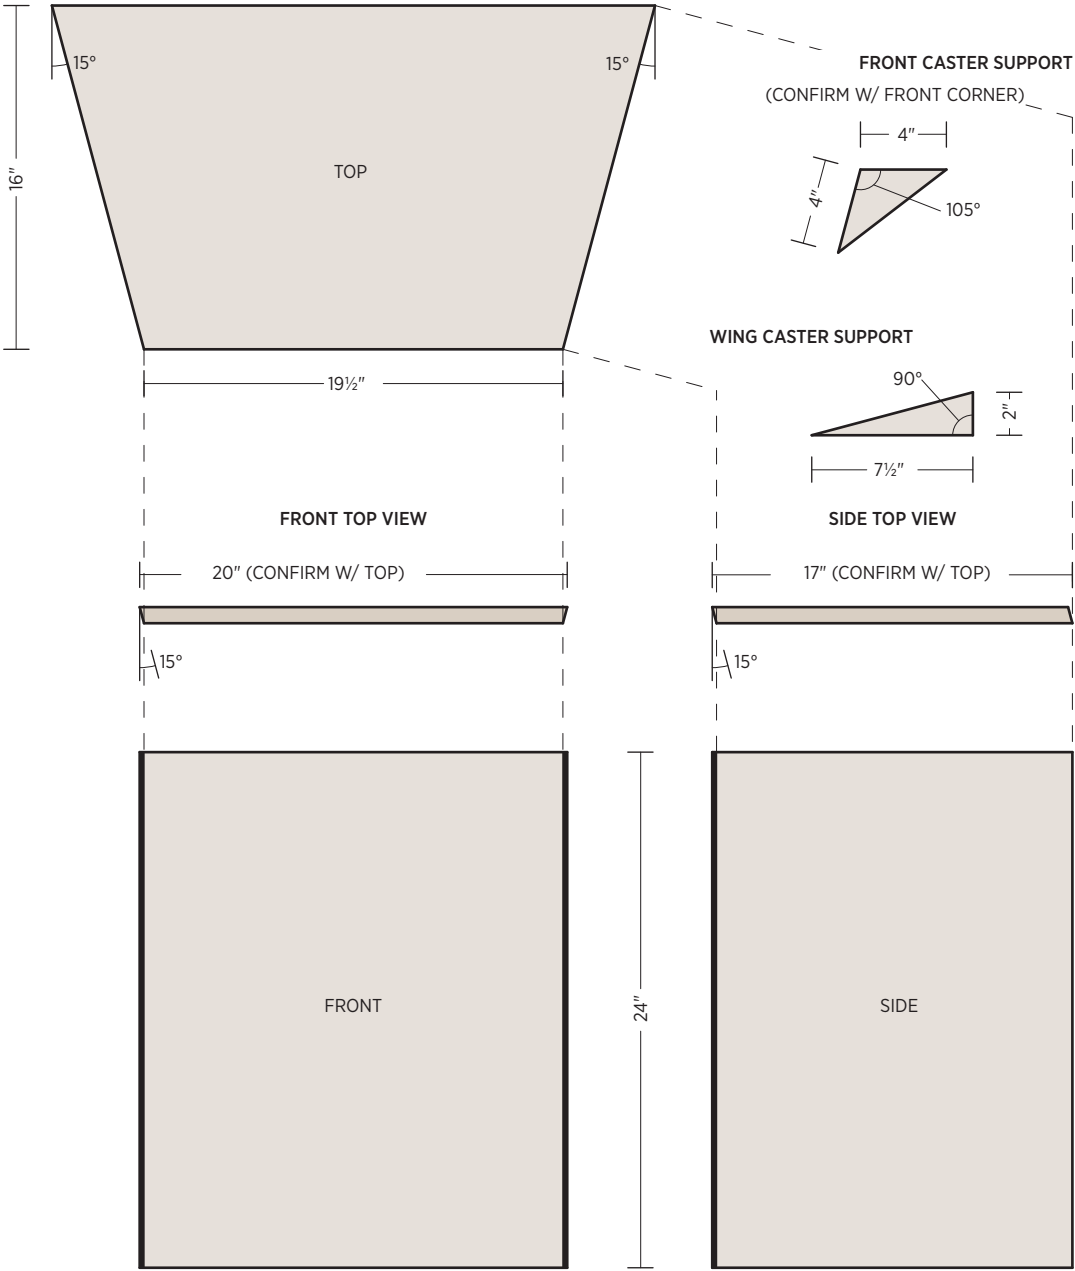 15°
15°
FRONT CASTER SUPPORT
(CONFIRM W/ FRONT CORNER)
4"
4"
105°
16"
TOP
WING CASTER SUPPORT
19½"
90°
2"
7½"
FRONT TOP VIEW
SIDE TOP VIEW
20" (CONFIRM W/ TOP)
17" (CONFIRM W/ TOP)
15°
15°
FRONT
24"
SIDE